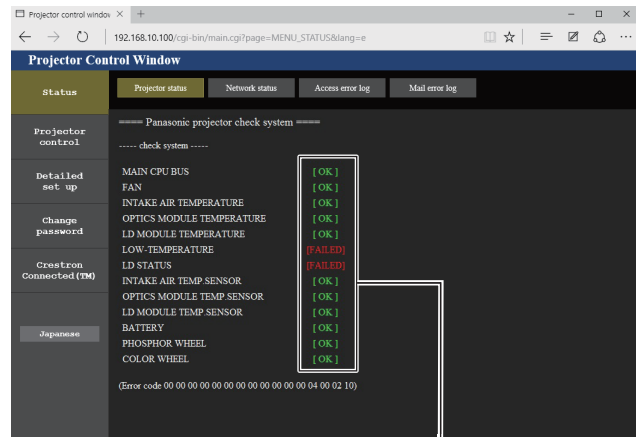 Projector control window
192.168.10.100/cgi-bin/main.cgi?page=MENU_STATUS&lang=e
Projector Control Window
Status
Projector status Network status Access error log Mail error log
Projector
control
Detailed
set up
Change
password
Crestron
Connected(TM)
Japanese
==== Panasonic projector check system ====
----- check system -----
MAIN CPU BUS [ OK ]
FAN [ OK ]
INTAKE AIR TEMPERATURE [ OK ]
OPTICS MODULE TEMPERATURE [ OK ]
LD MODULE TEMPERATURE [ OK ]
LOW-TEMPERATURE [FAILED]
LD STATUS [FAILED]
INTAKE AIR TEMP.SENSOR [ OK ]
OPTICS MODULE TEMP.SENSOR [ OK ]
LD MODULE TEMP.SENSOR [ OK ]
BATTERY [ OK ]
PHOSPHOR WHEEL [ OK ]
COLOR WHEEL [ OK ]
(Error code 00 00 00 00 00 00 00 00 00 00 00 00 04 00 02 10)